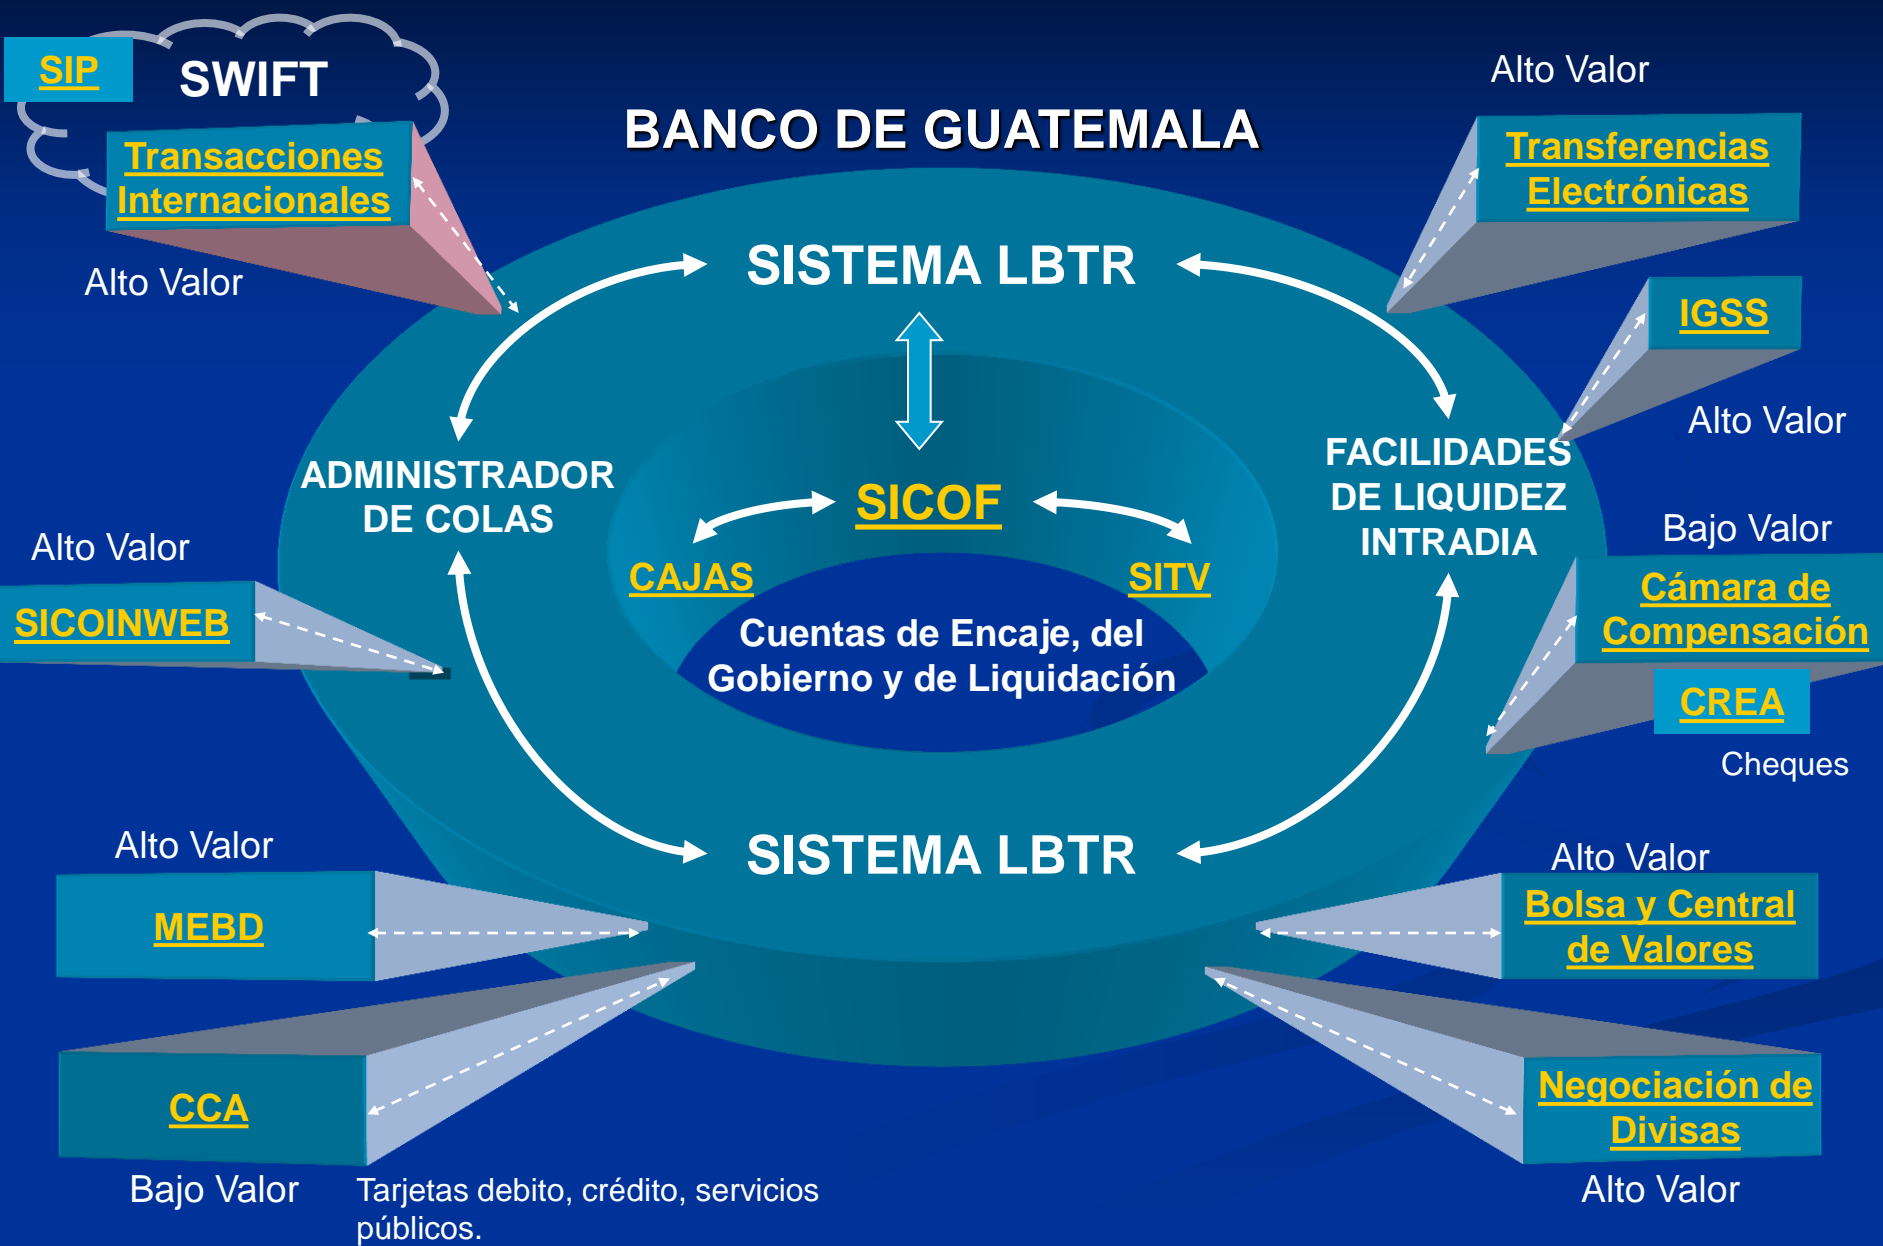 SIP
SWIFT
Transacciones
Internacionales
Alto Valor
BANCO DE GUATEMALA
Alto Valor
Transferencias
Electrónicas
IGSS
Alto Valor
SISTEMA LBTR
ADMINISTRADOR
DE COLAS
FACILIDADES
DE LIQUIDEZ
INTRADIA
SICOF
CAJAS
SITV
Cuentas de Encaje, del
Gobierno y de Liquidación
Alto Valor
SICOINWEB
Bajo Valor
Cámara de
Compensación
CREA
Cheques
SISTEMA LBTR
Alto Valor
MEBD
CCA
Bajo Valor
Tarjetas debito, crédito, servicios
públicos.
Alto Valor
Bolsa y Central
de Valores
Negociación de
Divisas
Alto Valor